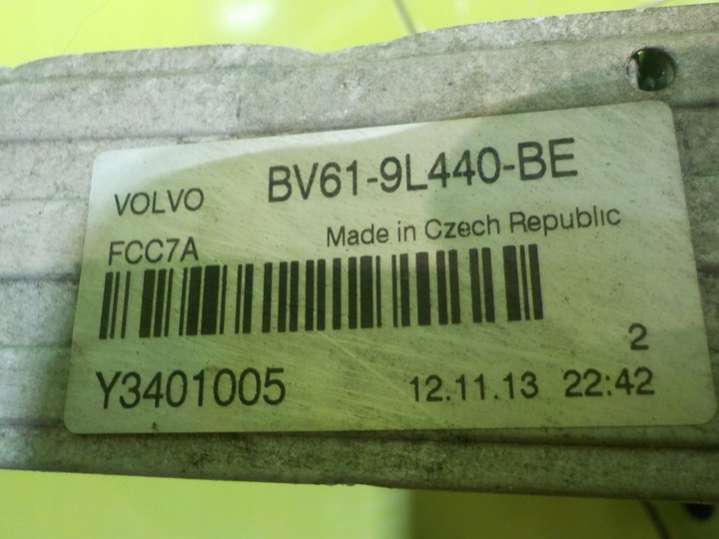 VOLVO BV61-9L440-BE
FCC7A Made in Czech Republic
2
Y3401005 12.11.13 22:42